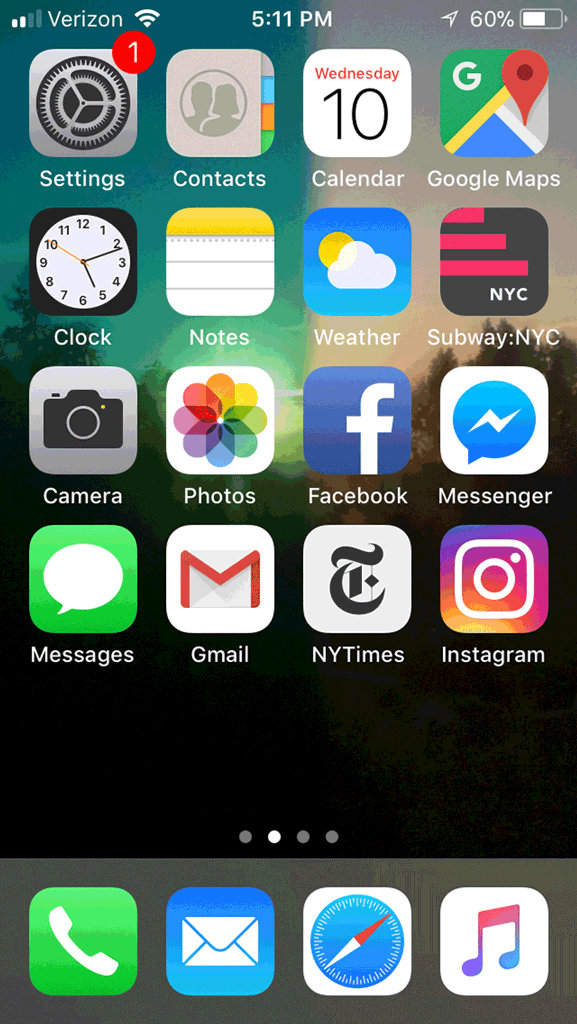 Verizon 5:11 PM 60%
1
Wednesday
10
G
Settings Contacts Calendar Google Maps
12
11 1
10 2
9 3
8 4
7 5
6
NYC
Clock Notes Weather Subway:NYC
f
Camera Photos Facebook Messenger
T
Messages Gmail NYTimes Instagram